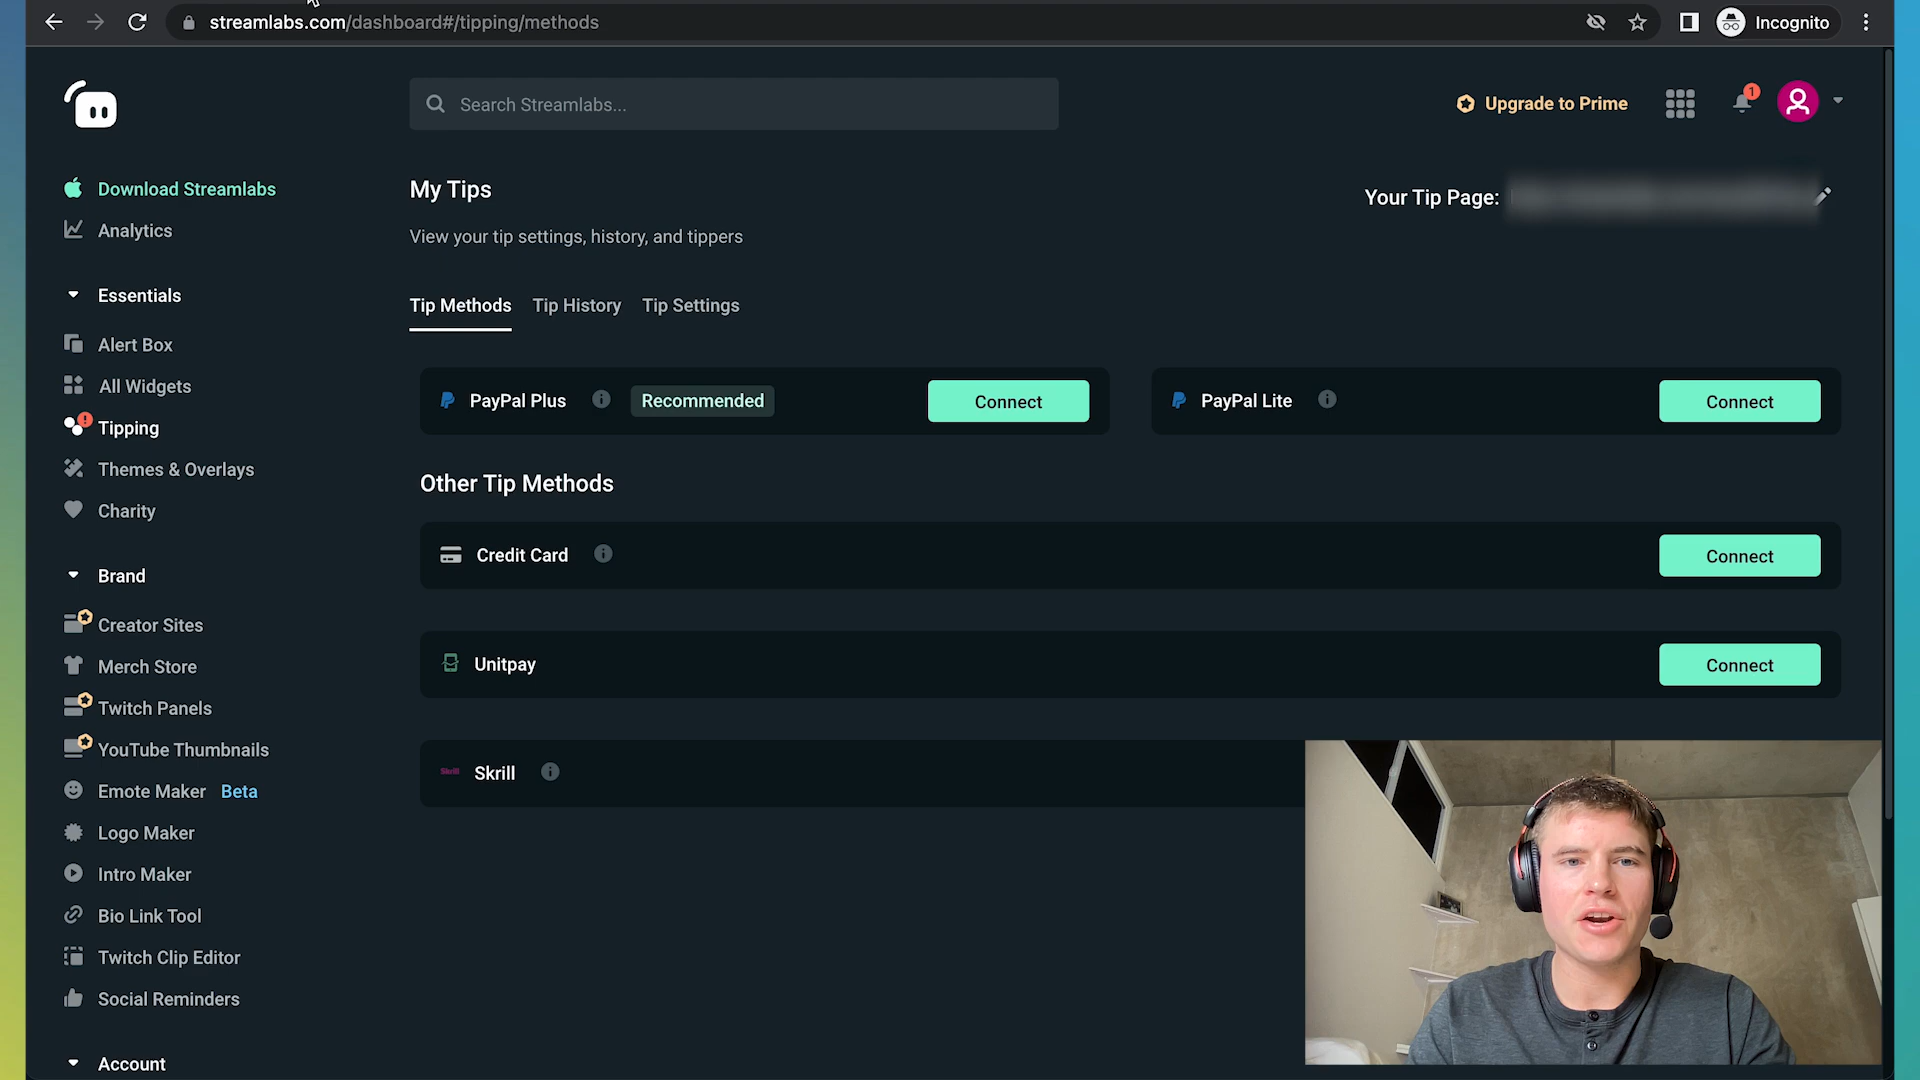 streamlabs.com/dashboard#/tipping/methods
Incognito
Search Streamlabs...
Upgrade to Prime
1
Download Streamlabs
Analytics
Essentials
Alert Box
All Widgets
Tipping
Themes & Overlays
Charity
Brand
Creator Sites
Merch Store
Twitch Panels
YouTube Thumbnails
Emote Maker Beta
Logo Maker
Intro Maker
Bio Link Tool
Twitch Clip Editor
Social Reminders
Account
My Tips
Your Tip Page:
View your tip settings, history, and tippers
Tip Methods Tip History Tip Settings
PayPal Plus Recommended Connect
PayPal Lite Connect
Other Tip Methods
Credit Card Connect
Unitpay Connect
Skrill Skrill